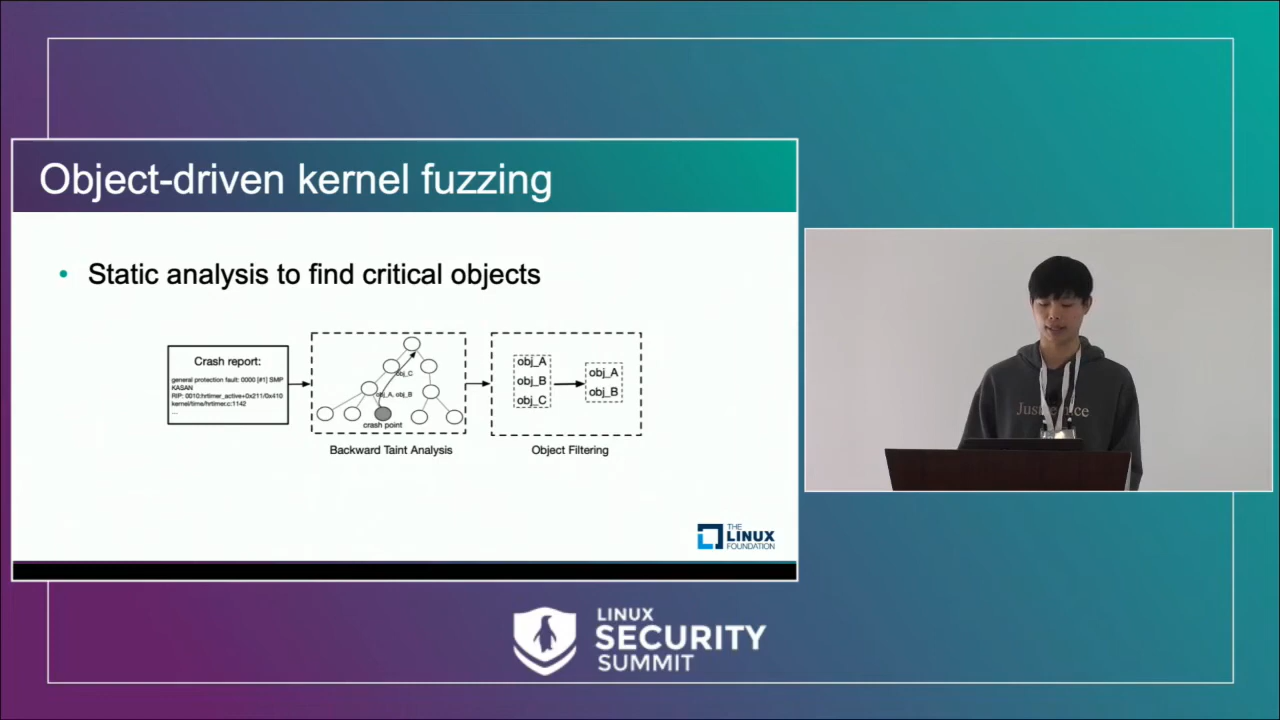 Object-driven kernel fuzzing
• Static analysis to find critical objects
Crash report:
general protection fault: 0000 [#1] SMP
KASAN
RIP: 0010:hrtimer_active+0x211/0x410
kernel/time/hrtimer.c:1142
...
obj_C
obj_A, obj_B
crash point
Backward Taint Analysis
obj_A
obj_B
obj_C
obj_A
obj_B
Object Filtering
THE
LINUX
FOUNDATION
LINUX
SECURITY
SUMMIT